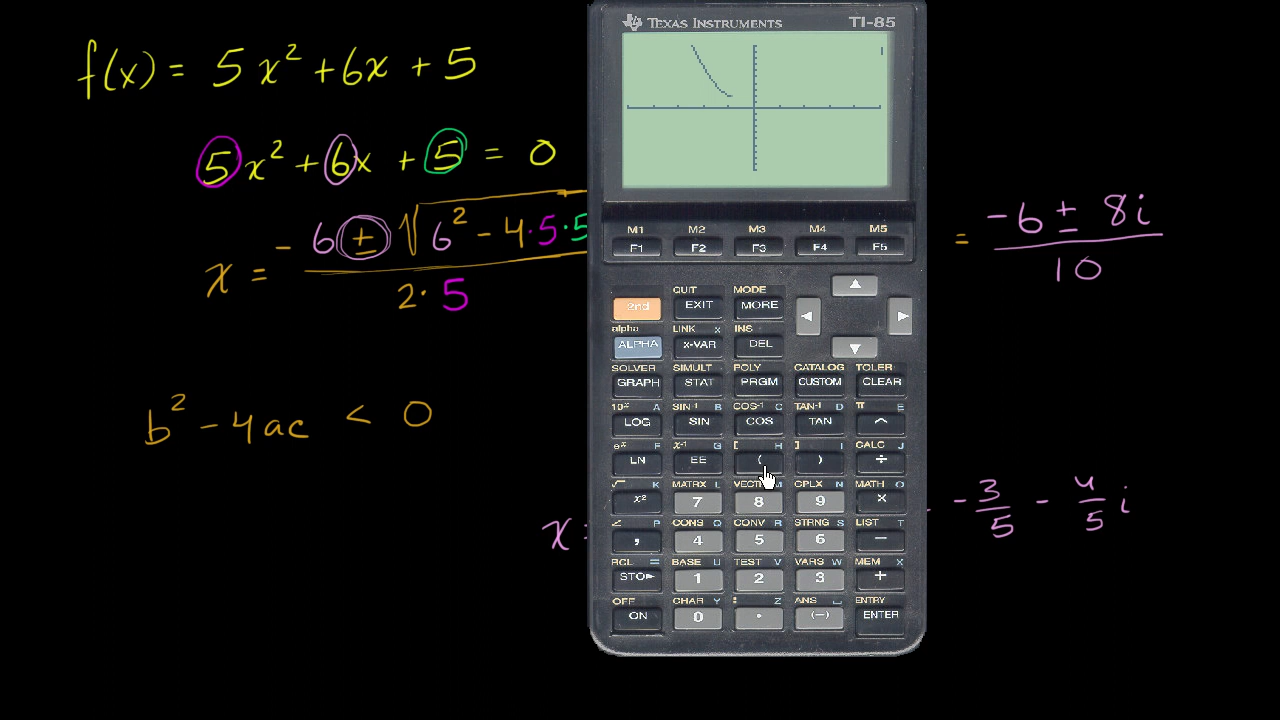 f(x) = 5x² + 6x + 5
5x² + 6x + 5 = 0
x = -6 ± √6² - 4·5·5
2·5
= -6 ± 8i
10
b² - 4ac < 0
x =
- 3/5 - 4/5 i
TEXAS INSTRUMENTS TI-85
M1 M2 M3 M4 M5
F1 F2 F3 F4 F5
QUIT MODE
2nd EXIT MORE
alpha LINK x INS
ALPHA x-VAR DEL
SOLVER SIMULT POLY CATALOG TOLER
GRAPH STAT PRGM CUSTOM CLEAR
10ˣ A SIN⁻¹ B COS⁻¹ C TAN⁻¹ D π E
LOG SIN COS TAN ^
eˣ F x⁻¹ G [ H ] I CALC J
LN EE ( ) ÷
√ K MATRX L VECTR M CPLX N MATH O
x² 7 8 9 ×
∠ P CONS Q CONV R STRNG S LIST T
, 4 5 6 −
RCL = BASE U TEST V VARS W MEM X
STO► 1 2 3 +
OFF CHAR Y : Z ANS ENTRY
ON 0 . (−) ENTER